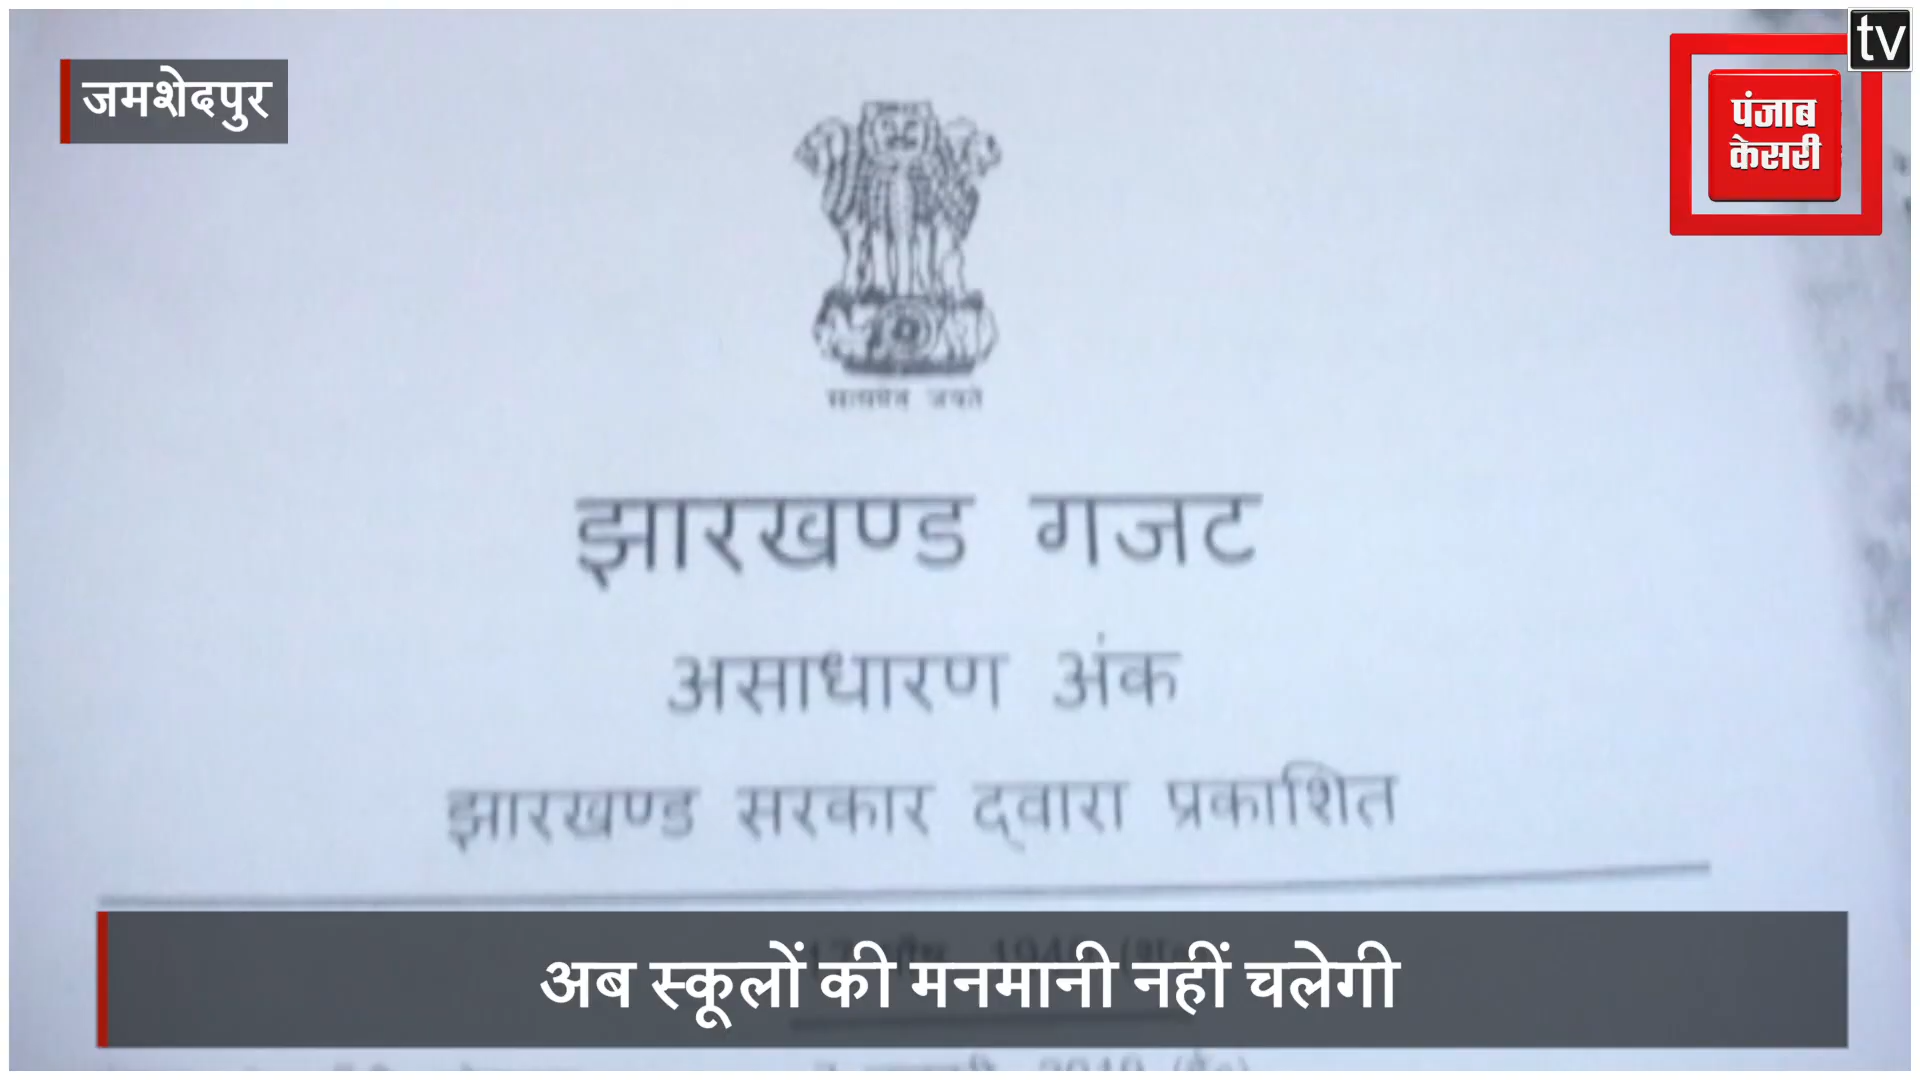 tv
जमशेदपुर
पंजाब
केसरी
सत्यमेव जयते
झारखण्ड गजट
असाधारण अंक
झारखण्ड सरकार द्वारा प्रकाशित
अब स्कूलों की मनमानी नहीं चलेगी